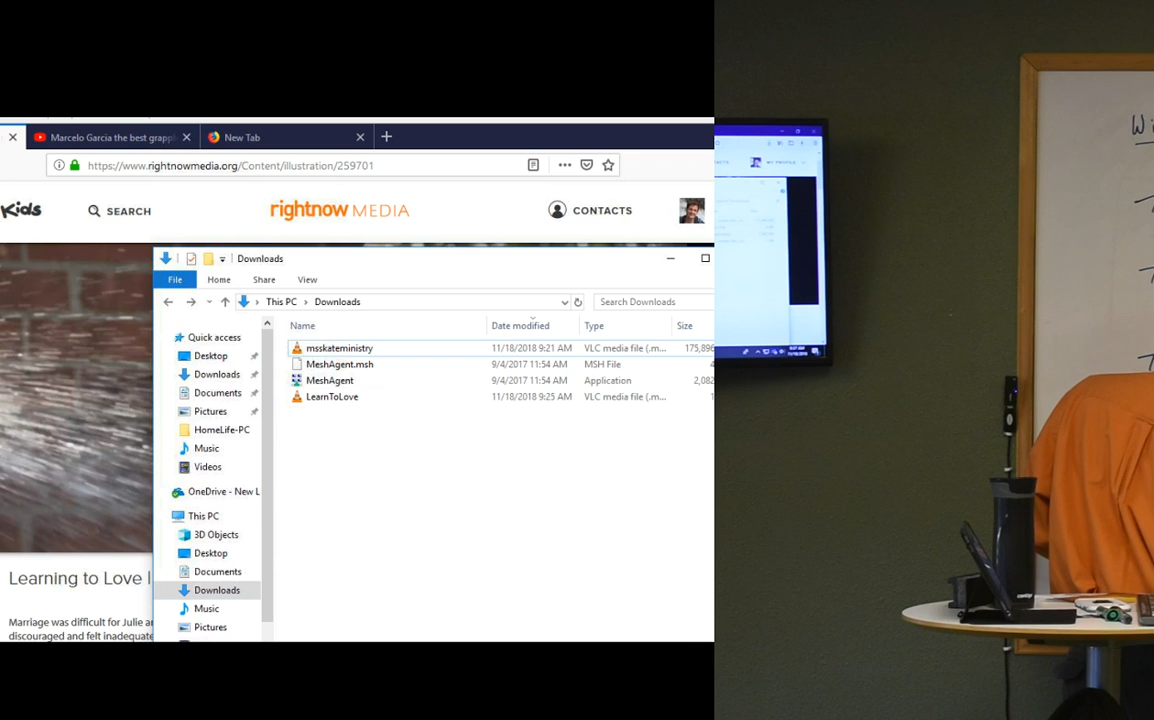 Marcelo Garcia the best grappl
New Tab
https://www.rightnowmedia.org/Content/illustration/259701
Kids
SEARCH
rightnow MEDIA
CONTACTS
Downloads
File Home Share View
This PC > Downloads
Search Downloads
Name Date modified Type Size
msskateministry 11/18/2018 9:21 AM VLC media file (.m... 175,896
MeshAgent.msh 9/4/2017 11:54 AM MSH File 4
MeshAgent 9/4/2017 11:54 AM Application 2,082
LearnToLove 11/18/2018 9:25 AM VLC media file (.m... 1
Quick access
Desktop
Downloads
Documents
Pictures
HomeLife-PC
Music
Videos
OneDrive - New L
This PC
3D Objects
Desktop
Documents
Downloads
Music
Pictures
Learning to Love
Marriage was difficult for Julie
discouraged and felt inadequate
MY PROFILE